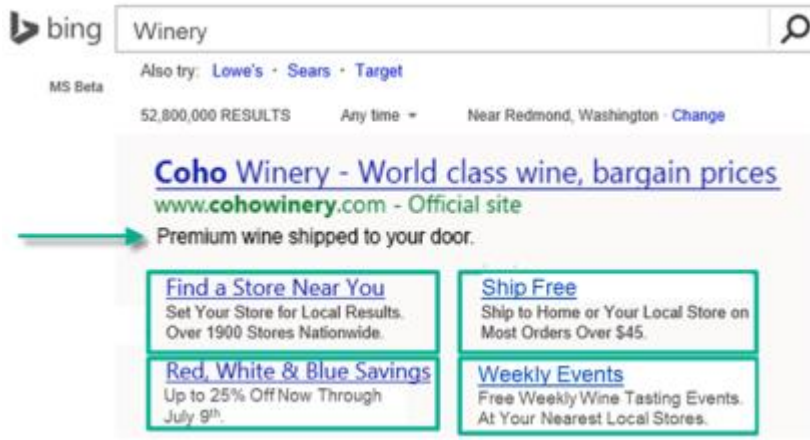 bing
Winery
MS Beta
Also try: Lowe's · Sears · Target
52,800,000 RESULTS Any time Near Redmond, Washington · Change
Coho Winery - World class wine, bargain prices
www.cohowinery.com - Official site
Premium wine shipped to your door.
Find a Store Near You
Set Your Store for Local Results.
Over 1900 Stores Nationwide.
Ship Free
Ship to Home or Your Local Store on
Most Orders Over $45.
Red, White & Blue Savings
Up to 25% Off Now Through
July 9th.
Weekly Events
Free Weekly Wine Tasting Events.
At Your Nearest Local Stores.